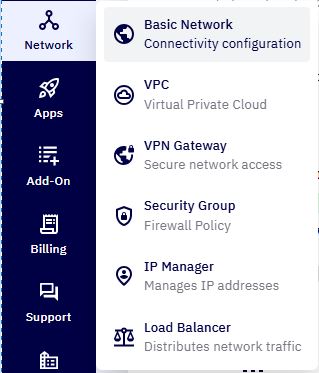 Network
Apps
Add-On
Billing
Support
Basic Network
Connectivity configuration
VPC
Virtual Private Cloud
VPN Gateway
Secure network access
Security Group
Firewall Policy
IP Manager
Manages IP addresses
Load Balancer
Distributes network traffic